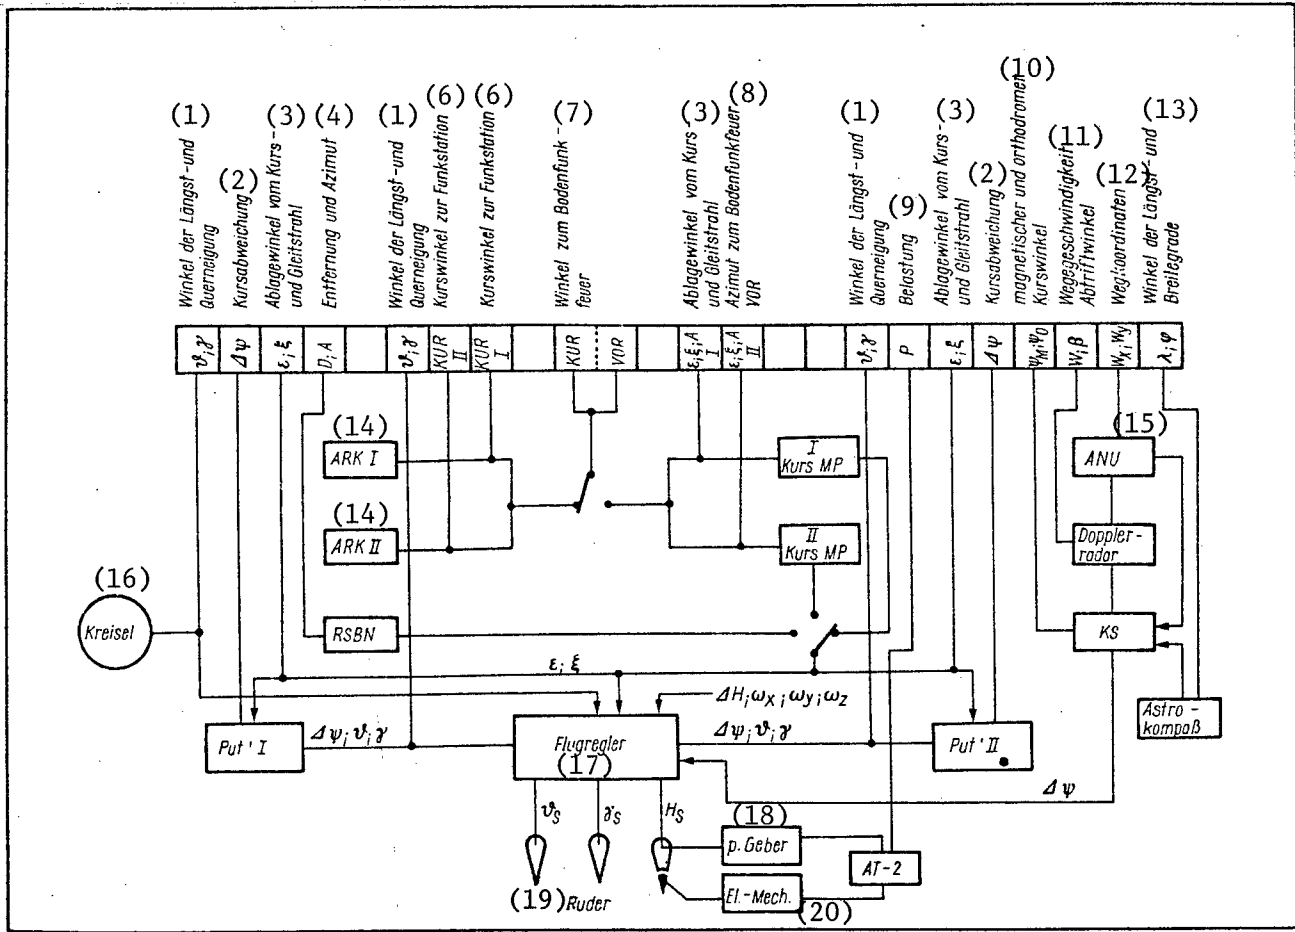 (1)
Winkel der Längst-und
Querneigung
(2)
Kursabweichung
(3)
Ablagewinkel vom Kurs-
und Gleitstrahl
(4)
Entfernung und Azimut
(1)
Winkel der Längst-und
Querneigung
(6)
Kurswinkel zur Funkstation
(6)
Kurswinkel zur Funkstation
(7)
Winkel zum Bodenfunk-
feuer
(3)
Ablagewinkel vom Kurs-
und Gleitstrahl
(8)
Azimut zum Bodenfunkfeuer
VOR
(1)
Winkel der Längst-und
Querneigung
(9)
Belastung
(3)
Ablagewinkel vom Kurs-
und Gleitstrahl
(2)
Kursabweichung
(10)
magnetischer und orthodromer
Kurswinkel
(11)
Wegegeschwindigkeit
Abtriftwinkel
(12)
Wegkoordinaten
(13)
Winkel der Längst-und
Breitegrade
ϑ; γ
Δψ
ε; ξ
D; A
ϑ; γ
KUR
II
KUR
I
KUR
VOR
ε; ξ; A
I
ε; ξ; A
II
ϑ; γ
P
ε; ξ
Δψ
ψM; ψO
W; β
WX; Wy
λ; φ
(14)
ARK I
(14)
ARK II
RSBN
I
Kurs MP
II
Kurs MP
(15)
ANU
Doppler-
radar
KS
Astro-
kompaß
(16)
Kreisel
ε; ξ
ΔH; ωx; ωy; ωz
Put' I
Δψ; ϑ; γ
Flugregler
(17)
Δψ; ϑ; γ
Put' II
Δψ
ϑS
γS
HS
(18)
p. Geber
AT-2
El.-Mech.
(19) Ruder
(20)